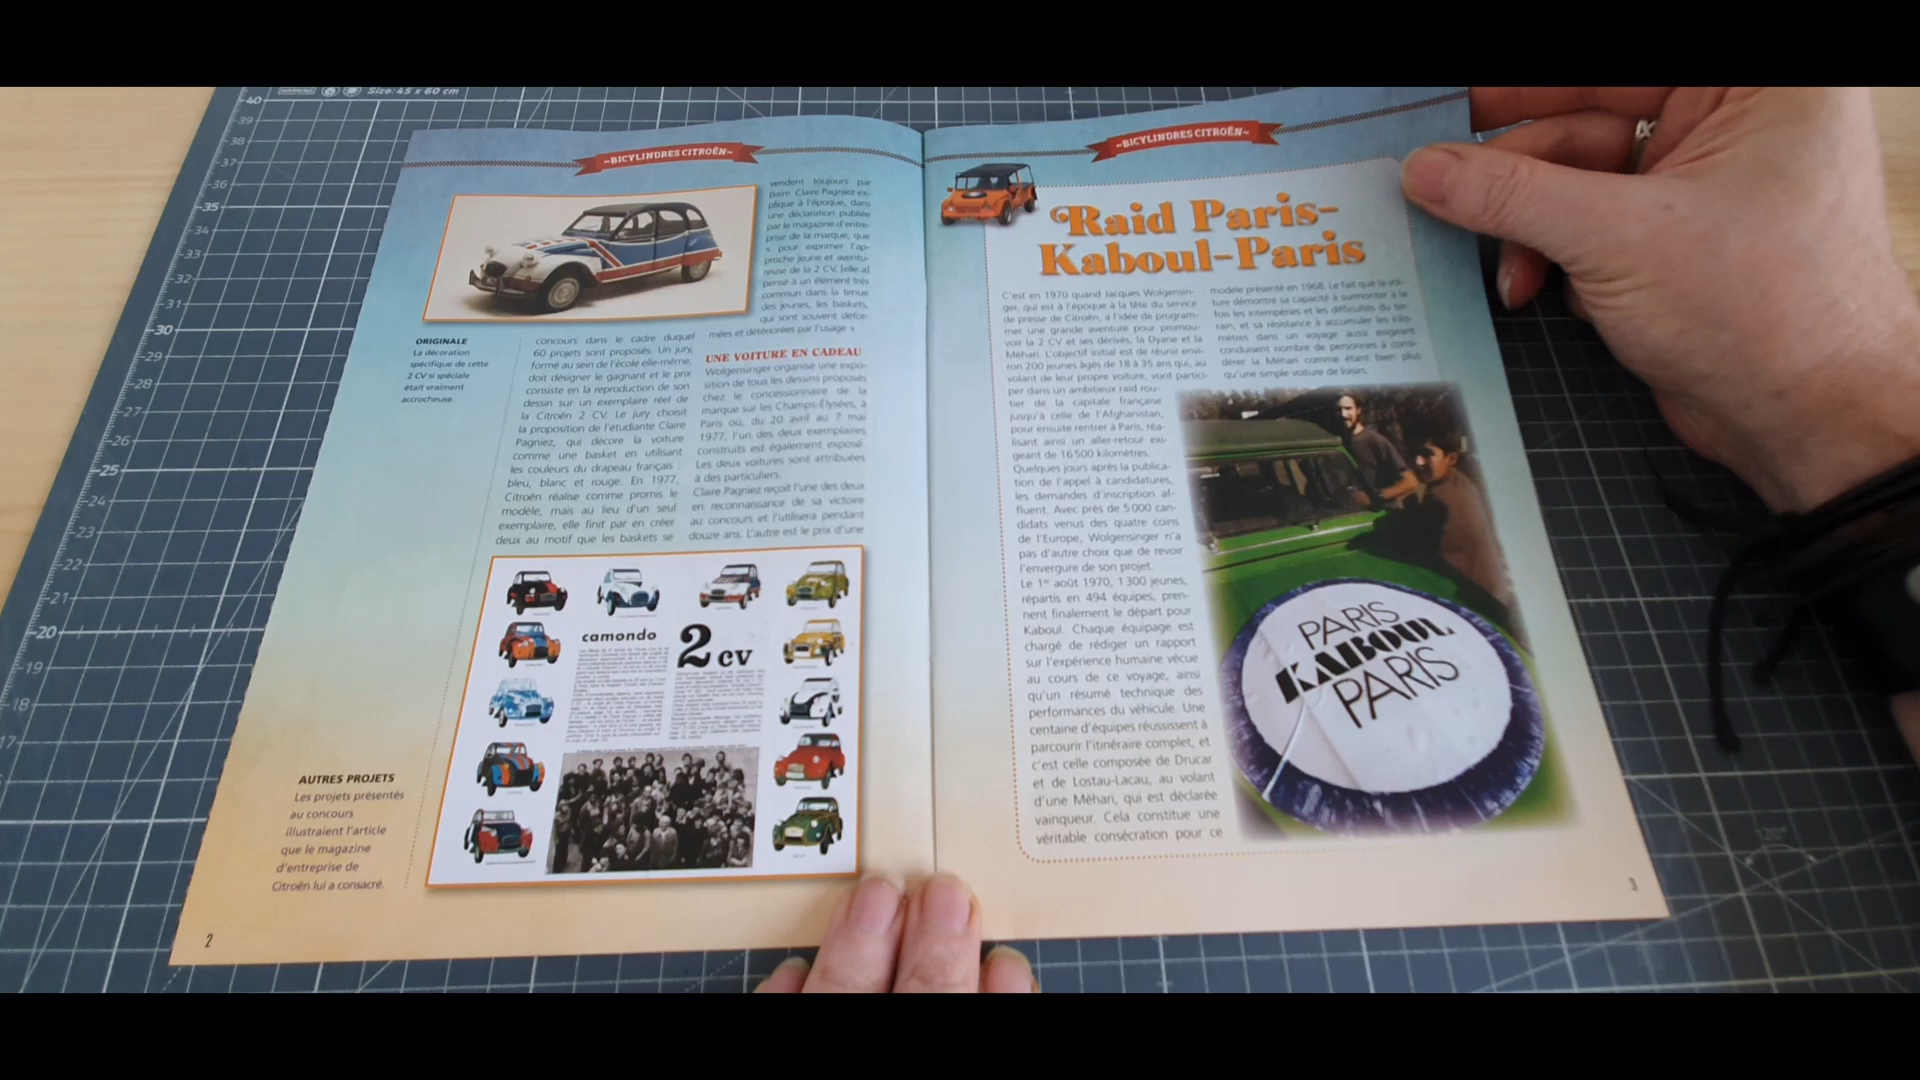 Size: 45 x 60 cm
~BICYLINDRES CITROËN~
ORIGINALE
La décoration
spécifique de cette
2 CV si spéciale
était vraiment
accrocheuse.
concours dans le cadre duquel
60 projets sont proposés. Un jury,
formé au sein de l'école elle-même,
doit désigner le gagnant et le prix
consiste en la reproduction de son
dessin sur un exemplaire réel de
la Citroën 2 CV. Le jury choisit
la proposition de l'étudiante Claire
Pagniez, qui décore la voiture
comme une basket en utilisant
les couleurs du drapeau français :
bleu, blanc et rouge. En 1977,
Citroën réalise comme promis le
modèle, mais au lieu d'un seul
exemplaire, elle finit par en créer
deux au motif que les baskets se
vendent toujours par
paire. Claire Pagniez ex-
plique à l'époque, dans
une déclaration publiée
par le magazine d'entre-
prise de la marque, que
« pour exprimer l'ap-
proche jeune et aventu-
reuse de la 2 CV, [elle a]
pensé à un élément très
commun dans la tenue
des jeunes, les baskets,
qui sont souvent défor-
mées et détériorées par l'usage ».
UNE VOITURE EN CADEAU
Wolgensinger organise une expo-
sition de tous les dessins proposés
chez le concessionnaire de la
marque sur les Champs-Élysées, à
Paris où, du 20 avril au 7 mai
1977, l'un des deux exemplaires
construits est également exposé.
Les deux voitures sont attribuées
à des particuliers.
Claire Pagniez reçoit l'une des deux
en reconnaissance de sa victoire
au concours et l'utilisera pendant
douze ans. L'autre est le prix d'une
camondo
2 cv
AUTRES PROJETS
Les projets présentés
au concours
illustraient l'article
que le magazine
d'entreprise de
Citroën lui a consacré.
2
~BICYLINDRES CITROËN~
Raid Paris-
Kaboul-Paris
C'est en 1970 quand Jacques Wolgensin-
ger, qui est à l'époque à la tête du service
de presse de Citroën, a l'idée de program-
mer une grande aventure pour promou-
voir la 2 CV et ses dérivés, la Dyane et la
Méhari. L'objectif initial est de réunir envi-
ron 200 jeunes âgés de 18 à 35 ans qui, au
volant de leur propre voiture, vont partici-
per dans un ambitieux raid rou-
tier de la capitale française
jusqu'à celle de l'Afghanistan,
pour ensuite rentrer à Paris, réa-
lisant ainsi un aller-retour exi-
geant de 16 500 kilomètres.
Quelques jours après la publica-
tion de l'appel à candidatures,
les demandes d'inscription af-
fluent. Avec près de 5 000 can-
didats venus des quatre coins
de l'Europe, Wolgensinger n'a
pas d'autre choix que de revoir
l'envergure de son projet.
Le 1er août 1970, 1 300 jeunes,
répartis en 494 équipes, pren-
nent finalement le départ pour
Kaboul. Chaque équipage est
chargé de rédiger un rapport
sur l'expérience humaine vécue
au cours de ce voyage, ainsi
qu'un résumé technique des
performances du véhicule. Une
centaine d'équipes réussissent à
parcourir l'itinéraire complet, et
c'est celle composée de Drucar
et de Lostau-Lacau, au volant
d'une Méhari, qui est déclarée
vainqueur. Cela constitue une
véritable consécration pour ce
modèle présenté en 1968. Le fait que la voi-
ture démontre sa capacité à surmonter à la
fois les intempéries et les difficultés du ter-
rain, et sa résistance à accumuler les kilo-
mètres dans un voyage aussi exigeant
conduisent nombre de personnes à consi-
dérer la Méhari comme étant bien plus
qu'une simple voiture de loisirs.
PARIS
KABOUL
PARIS
3